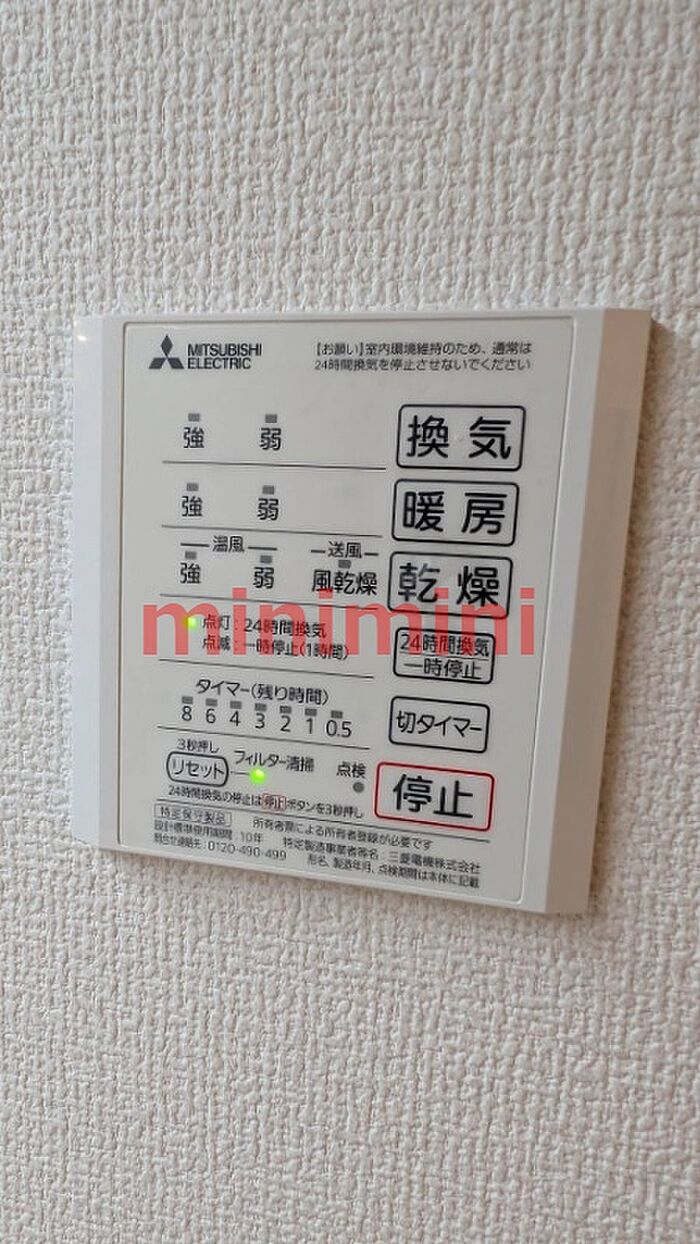 MITSUBISHI
ELECTRIC
【お願い】室内環境維持のため、通常は
24時間換気を停止させないでください
強 弱 換気
強 弱 暖房
温風 送風
強 弱 風乾燥 乾燥
minimini
点灯：24時間換気
点滅：一時停止(1時間)
24時間換気
一時停止
タイマー(残り時間)
8 6 4 3 2 1 0.5
切タイマー
3秒押し
リセット フィルター清掃 点検
停止
24時間換気の停止は停止ボタンを3秒押し
特定保守製品 所有者票による所有者登録が必要です
設計標準使用期間：10年 特定製造事業者等名：三菱電機株式会社
問合せ連絡先：0120-490-499 形名、製造年月、点検期間は本体に記載